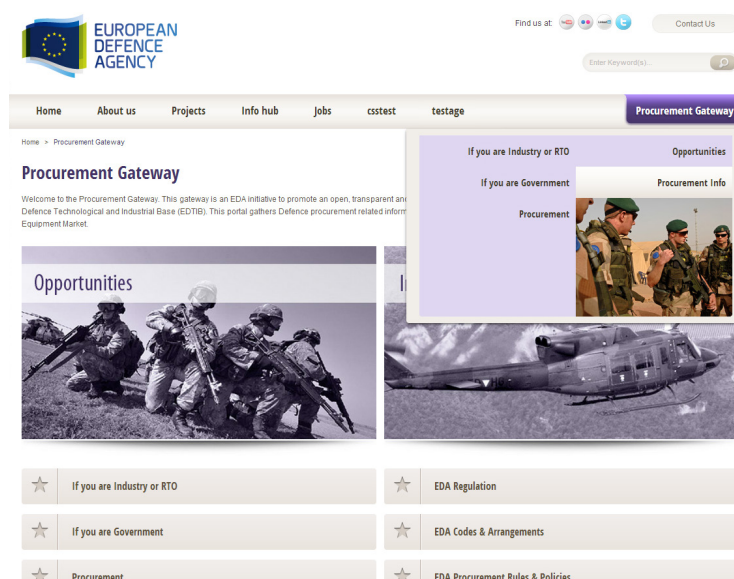 EUROPEAN
DEFENCE
AGENCY
Find us at:
Contact Us
Enter Keyword(s)...
Home About us Projects Info hub Jobs csstest testage Procurement Gateway
Home > Procurement Gateway
If you are Industry or RTO Opportunities
If you are Government Procurement Info
Procurement
Procurement Gateway
Welcome to the Procurement Gateway. This gateway is an EDA initiative to promote an open, transparent
Defence Technological and Industrial Base (EDTIB). This portal gathers Defence procurement related
Equipment Market.
Opportunities
If you are Industry or RTO EDA Regulation
If you are Government EDA Codes & Arrangements
Procurement EDA Procurement Rules & Policies